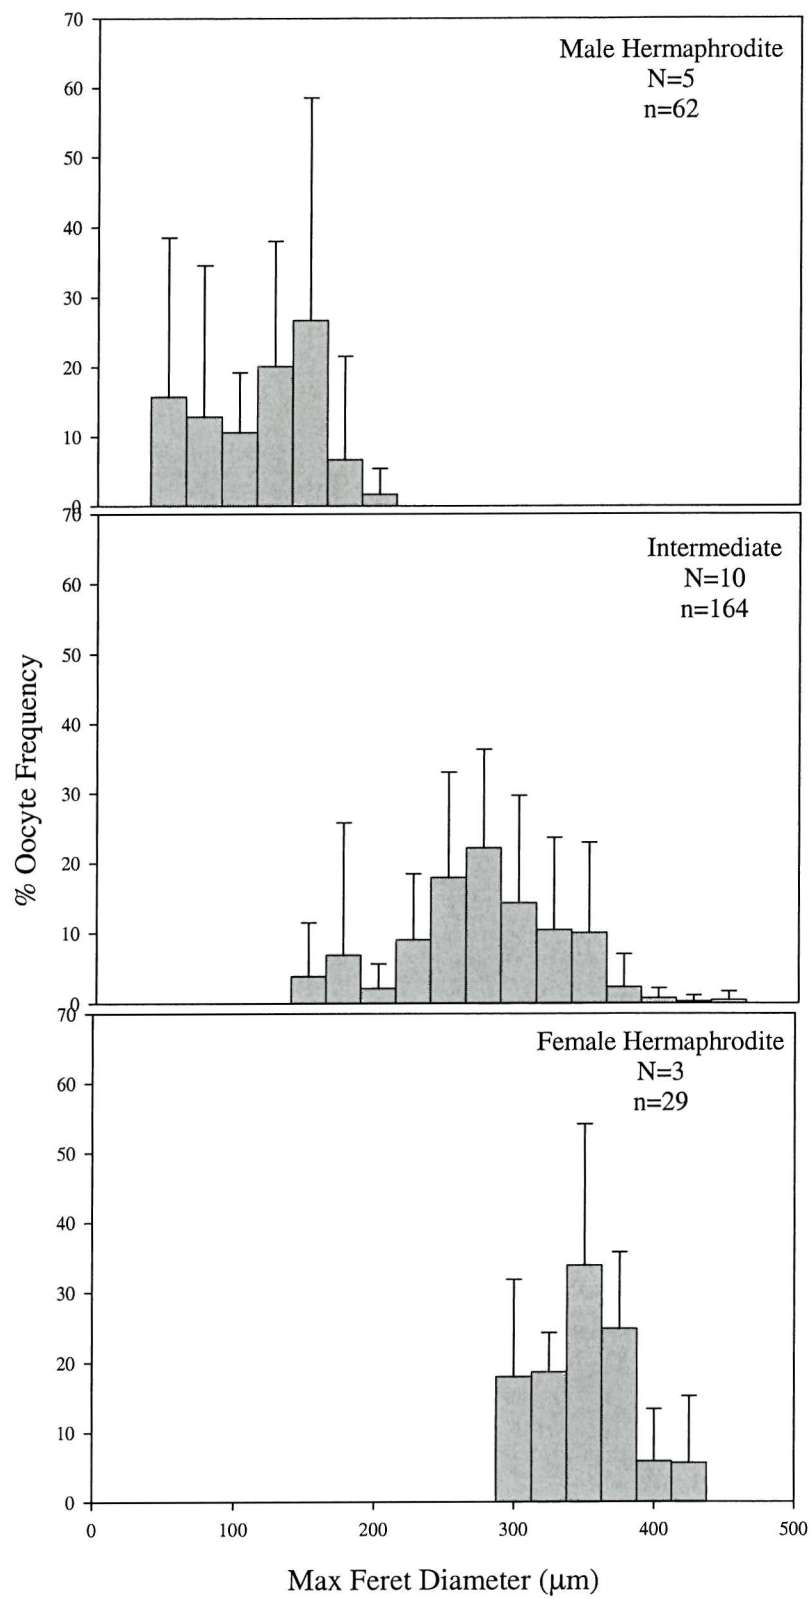 70
Male Hermaphrodite
60
N=5
n=62
50
40
30
20
10
0
70
Intermediate
60
N=10
n=164
50
% Oocyte Frequency
40
30
20
10
0
70
Female Hermaphrodite
60
N=3
n=29
50
40
30
20
10
0
0 100 200 300 400 500
Max Feret Diameter (μm)